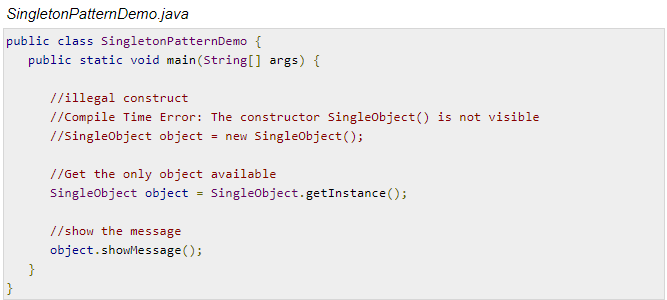 SingletonPatternDemo.java
public class SingletonPatternDemo {
public static void main(String[] args) {
//illegal construct
//Compile Time Error: The constructor SingleObject() is not visible
//SingleObject object = new SingleObject();
//Get the only object available
SingleObject object = SingleObject.getInstance();
//show the message
object.showMessage();
}
}